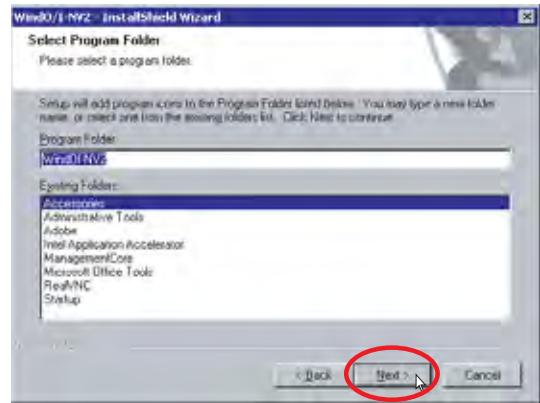 WindO/I-NV2 - InstallShield Wizard
Select Program Folder
Please select a program folder.
Setup will add program icons to the Program Folder listed below. You may type a new folder
name, or select one from the existing folders list. Click Next to continue.
Program Folder:
WindOI-NV2
Existing Folders:
Accessories
Administrative Tools
Adobe
Intel Application Accelerator
ManagementCore
Microsoft Office Tools
RealVNC
Startup
< Back
Next >
Cancel